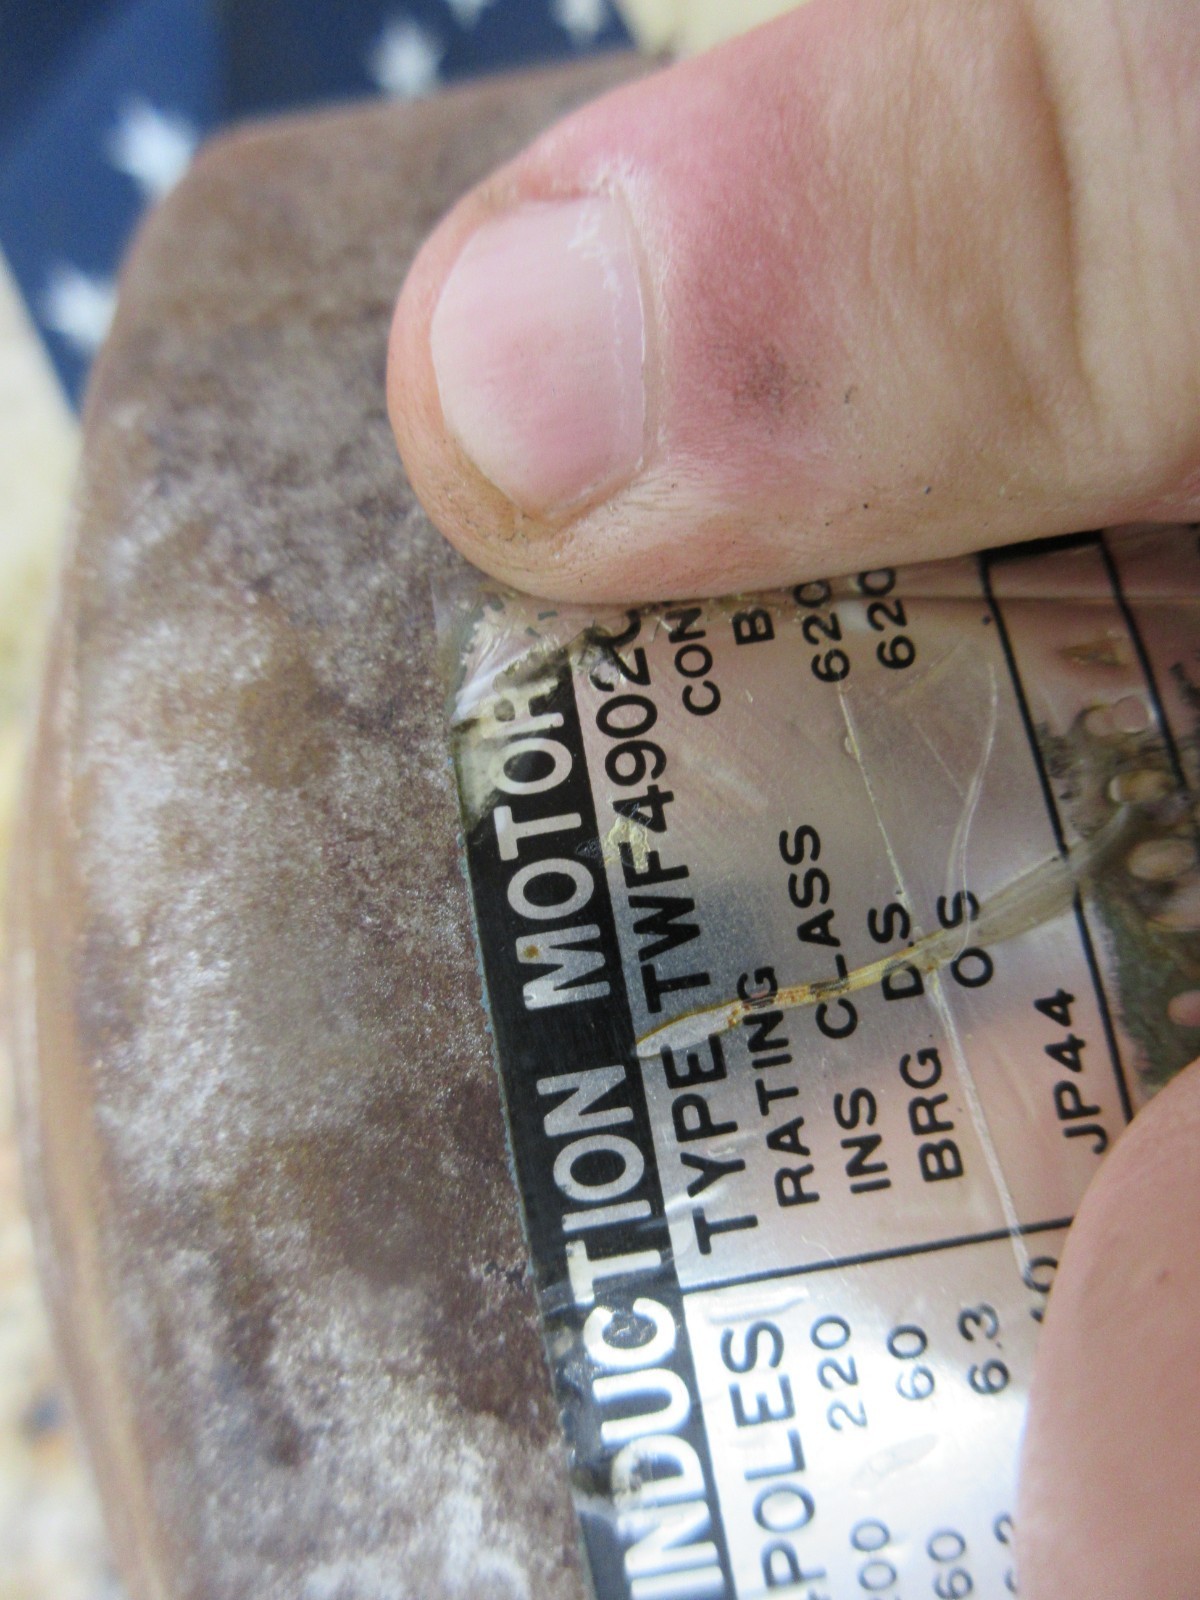 INDUCTION MOTOR
POLES
TYPE TWF4902
RATING CON
220
INS CLASS B
60
BRG D.S 620
6.3
O S 620
JP44